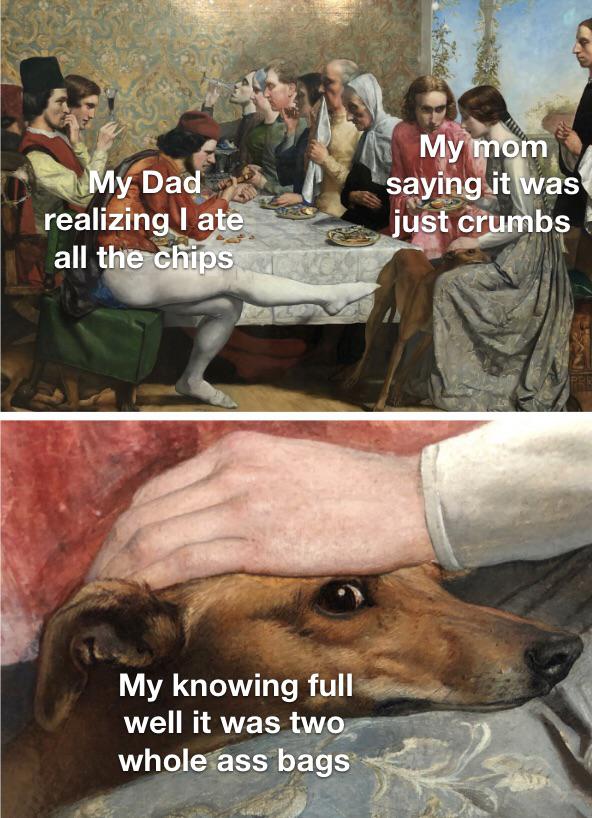 My Dad
realizing I ate
all the chips
My mom
saying it was
just crumbs
My knowing full
well it was two
whole ass bags